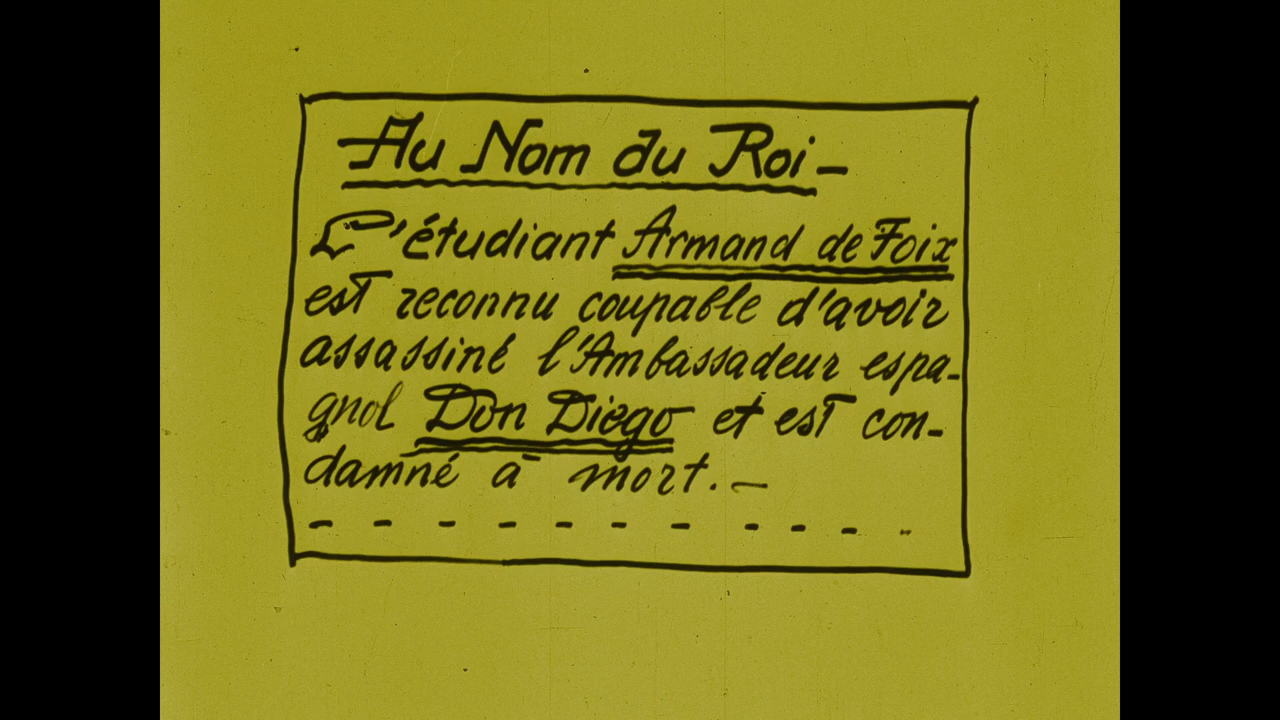 Au Nom du Roi –
L'étudiant Armand de Foix
est reconnu coupable d'avoir
assassiné l'Ambassadeur espa-
gnol Don Diego et est con-
damné à mort. –
- - - - - - - - - - -